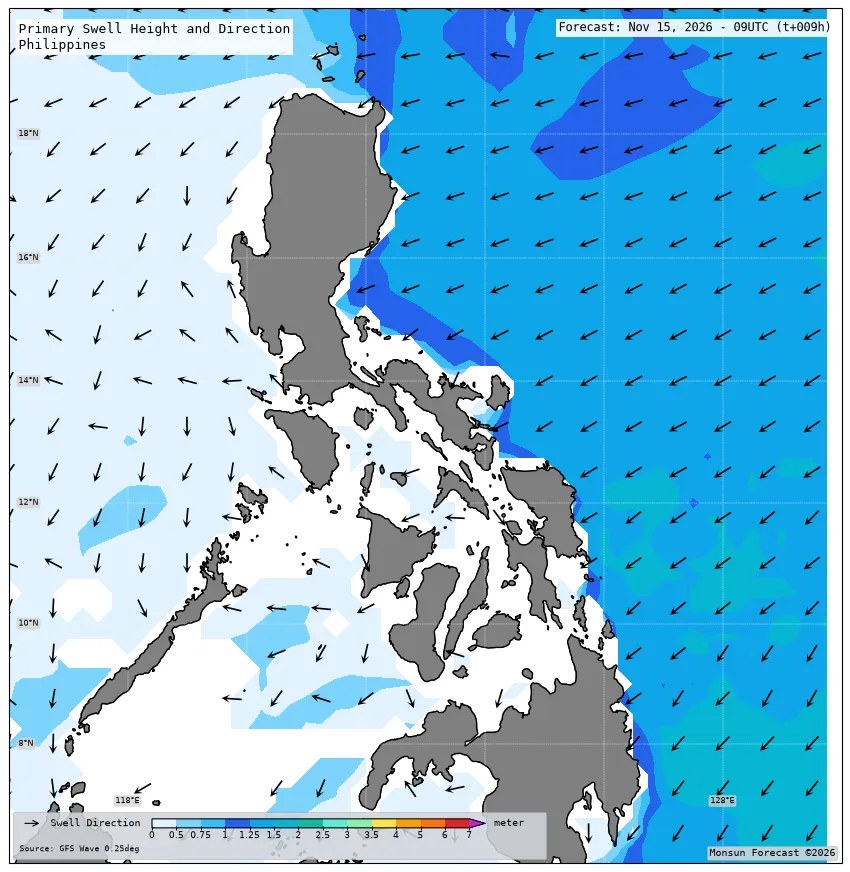 Primary Swell Height and Direction
Philippines
Forecast: Nov 15, 2026 - 09UTC (t+009h)
18°N
16°N
14°N
12°N
10°N
8°N
118°E
128°E
Swell Direction
meter
0 0.5 0.75 1 1.25 1.5 2 2.5 3 3.5 4 5 6 7
Source: GFS Wave 0.25deg
Monsun Forecast ©2026